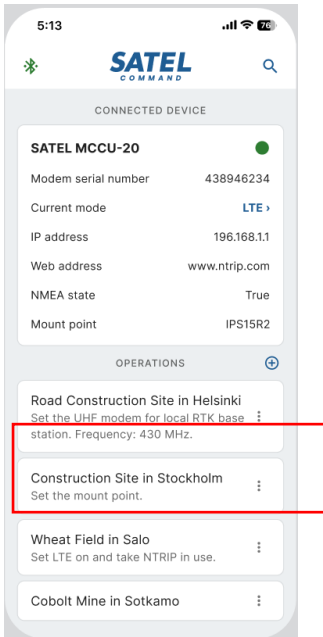 5:13
76
SATEL
COMMAND
CONNECTED DEVICE
SATEL MCCU-20
Modem serial number 438946234
Current mode LTE ›
IP address 196.168.1.1
Web address www.ntrip.com
NMEA state True
Mount point IPS15R2
OPERATIONS
Road Construction Site in Helsinki
Set the UHF modem for local RTK base
station. Frequency: 430 MHz.
Construction Site in Stockholm
Set the mount point.
Wheat Field in Salo
Set LTE on and take NTRIP in use.
Cobolt Mine in Sotkamo